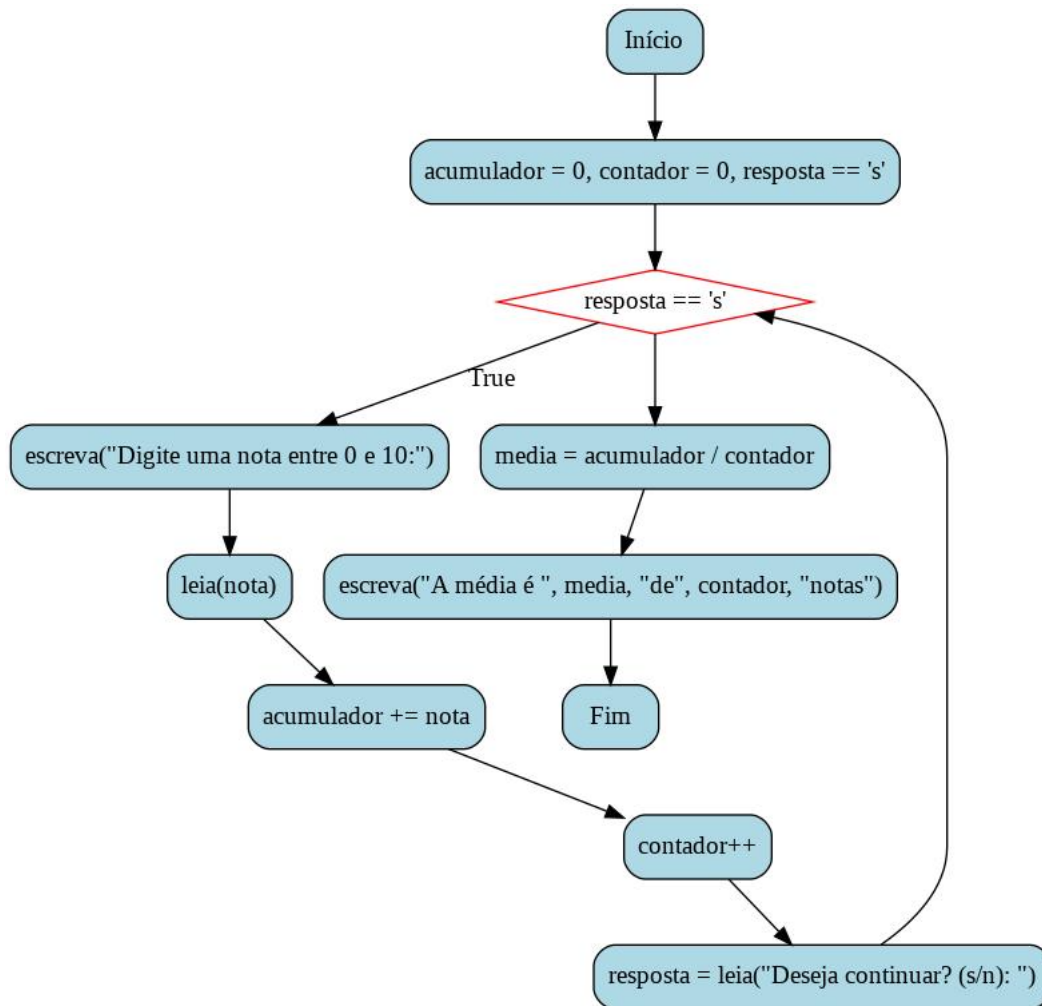 Início
acumulador = 0, contador = 0, resposta == 's'
resposta == 's'
True
escreva("Digite uma nota entre 0 e 10:")
media = acumulador / contador
leia(nota)
escreva("A média é ", media, "de", contador, "notas")
acumulador += nota
Fim
contador++
resposta = leia("Deseja continuar? (s/n): ")